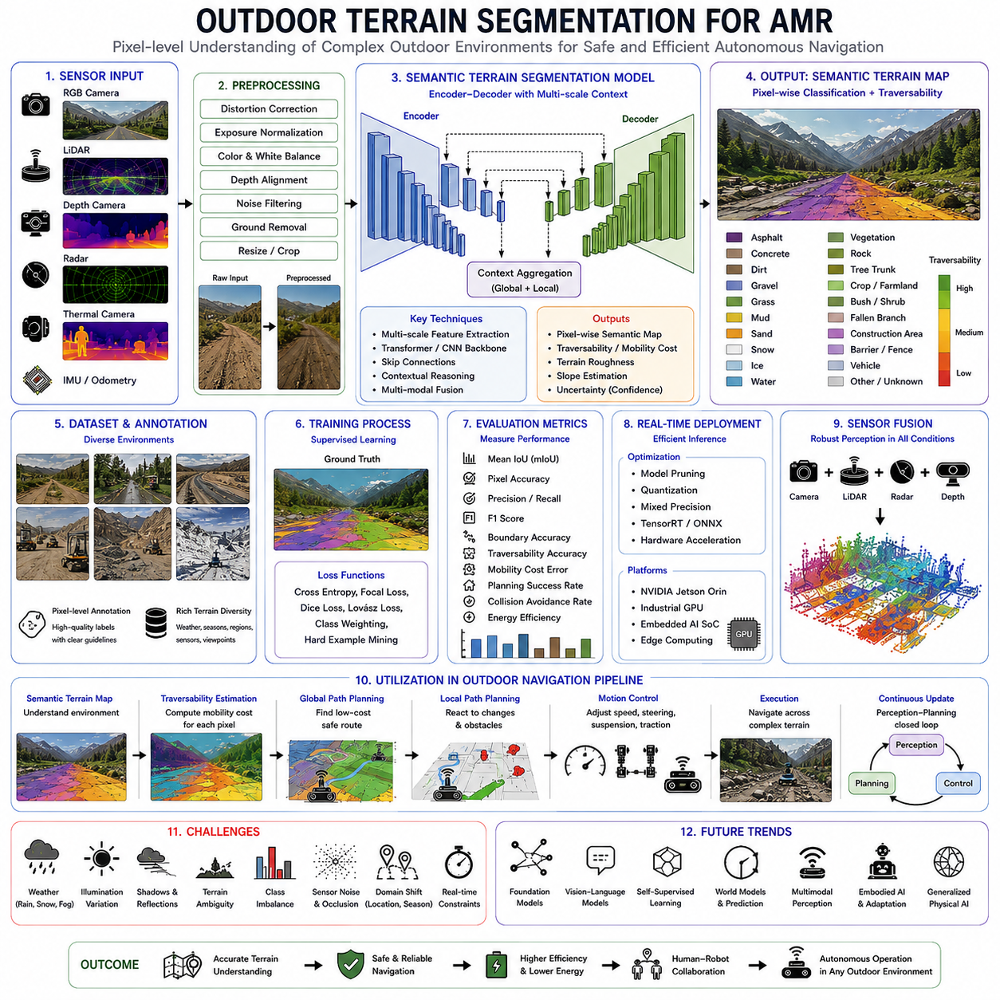 OUTDOOR TERRAIN SEGMENTATION FOR AMR
Pixel-level Understanding of Complex Outdoor Environments for Safe and Efficient Autonomous Navigation
1. SENSOR INPUT
RGB Camera
LiDAR
Depth Camera
Radar
Thermal Camera
IMU / Odometry
2. PREPROCESSING
Distortion Correction
Exposure Normalization
Color & White Balance
Depth Alignment
Noise Filtering
Ground Removal
Resize / Crop
Raw Input
Preprocessed
3. SEMANTIC TERRAIN SEGMENTATION MODEL
Encoder-Decoder with Multi-scale Context
Encoder
Decoder
Context Aggregation
(Global + Local)
Key Techniques
• Multi-scale Feature Extraction
• Transformer / CNN Backbone
• Skip Connections
• Contextual Reasoning
• Multi-modal Fusion
Outputs
• Pixel-wise Semantic Map
• Traversability / Mobility Cost
• Terrain Roughness
• Slope Estimation
• Uncertainty (Confidence)
4. OUTPUT: SEMANTIC TERRAIN MAP
Pixel-wise Classification + Traversability
Asphalt
Concrete
Dirt
Gravel
Grass
Mud
Sand
Snow
Ice
Water
Vegetation
Rock
Tree Trunk
Crop / Farmland
Bush / Shrub
Fallen Branch
Construction Area
Barrier / Fence
Vehicle
Other / Unknown
Traversability
High
Medium
Low
5. DATASET & ANNOTATION
Diverse Environments
Pixel-level Annotation
High-quality labels
with clear guidelines
Rich Terrain Diversity
Weather, seasons, regions,
sensors, viewpoints
6. TRAINING PROCESS
Supervised Learning
Ground Truth
Loss Functions
Cross Entropy, Focal Loss,
Dice Loss, Lovász Loss,
Class Weighting,
Hard Example Mining
7. EVALUATION METRICS
Measure Performance
Mean IoU (mIoU)
Pixel Accuracy
Precision / Recall
F1
F1 Score
Boundary Accuracy
Traversability Accuracy
Mobility Cost Error
Planning Success Rate
Collision Avoidance Rate
Energy Efficiency
8. REAL-TIME DEPLOYMENT
Efficient Inference
Optimization
• Model Pruning
• Quantization
• Mixed Precision
• TensorRT / ONNX
• Hardware Acceleration
Platforms
• NVIDIA Jetson Orin
• Industrial GPU
• Embedded AI SoC
• Edge Computing
GPU
9. SENSOR FUSION
Robust Perception in All Conditions
Camera + LiDAR + Radar + Depth
10. UTILIZATION IN OUTDOOR NAVIGATION PIPELINE
Semantic Terrain Map
Understand environment
Traversability Estimation
Compute mobility cost
for each pixel
Global Path Planning
Find low-cost
safe route
Local Path Planning
React to changes
& obstacles
Motion Control
Adjust speed, steering,
suspension, traction
Execution
Navigate across
complex terrain
Continuous Update
Perception-Planning
closed loop
Perception
Planning
Control
11. CHALLENGES
Weather
(Rain, Snow, Fog)
Illumination
Variation
Shadows &
Reflections
Terrain
Ambiguity
Class
Imbalance
Sensor Noise
& Occlusion
Domain Shift
(Location, Season)
Real-time
Constraints
12. FUTURE TRENDS
Foundation
Models
Vision-Language
Models
Self-Supervised
Learning
World Models
& Prediction
Multimodal
Perception
Embodied AI
& Adaptation
Generalized
Physical AI
OUTCOME
Accurate Terrain
Understanding
Safe & Reliable
Navigation
Higher Efficiency
& Lower Energy
Human-Robot
Collaboration
Autonomous Operation
in Any Outdoor Environment